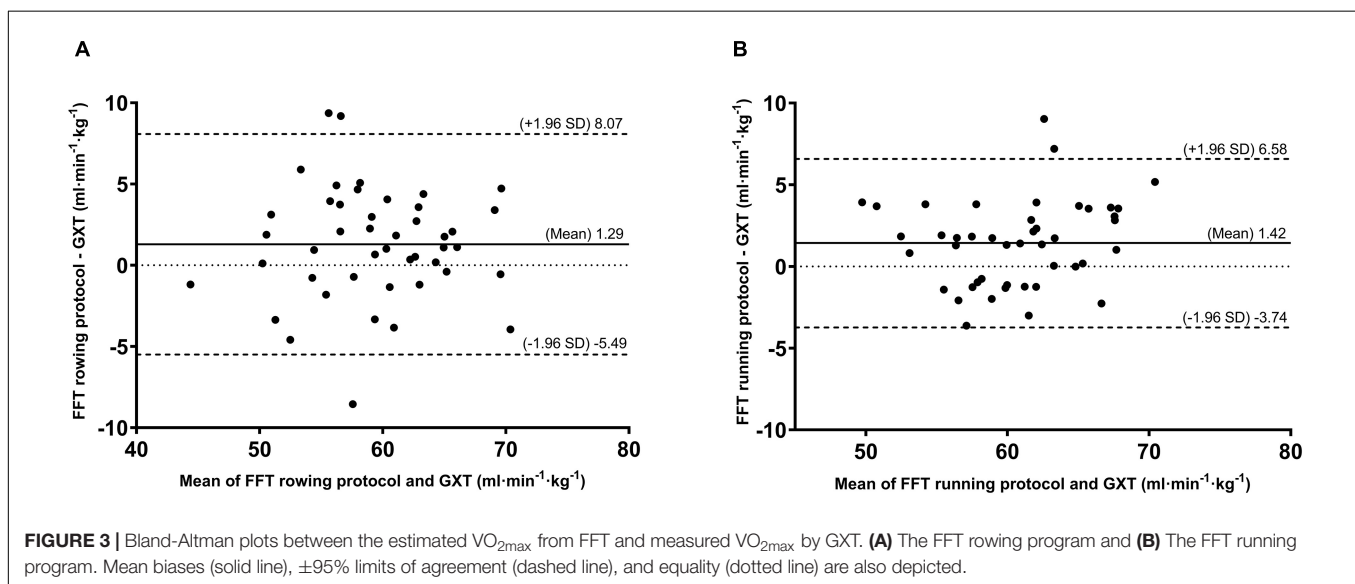 A
FFT rowing protocol - GXT (ml·min-1·kg-1)
10
5
0
-5
-10
(+1.96 SD) 8.07
(Mean) 1.29
(-1.96 SD) -5.49
40 50 60 70 80
Mean of FFT rowing protocol and GXT (ml·min-1·kg-1)
B
FFT running protocol - GXT (ml·min-1·kg-1)
10
5
0
-5
-10
(+1.96 SD) 6.58
(Mean) 1.42
(-1.96 SD) -3.74
50 60 70 80
Mean of FFT running protocol and GXT (ml·min-1·kg-1)
FIGURE 3 | Bland-Altman plots between the estimated VO2max from FFT and measured VO2max by GXT. (A) The FFT rowing program and (B) The FFT running
program. Mean biases (solid line), ±95% limits of agreement (dashed line), and equality (dotted line) are also depicted.